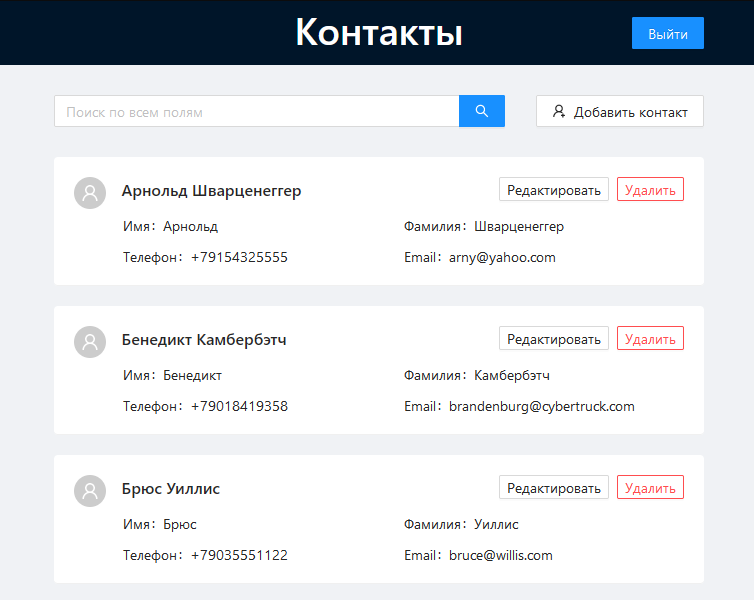 Контакты
Выйти
Поиск по всем полям
Добавить контакт
Арнольд Шварценеггер
Редактировать
Удалить
Имя: Арнольд
Фамилия: Шварценеггер
Телефон: +79154325555
Email: arny@yahoo.com
Бенедикт Камбербэтч
Редактировать
Удалить
Имя: Бенедикт
Фамилия: Камбербэтч
Телефон: +79018419358
Email: brandenburg@cybertruck.com
Брюс Уиллис
Редактировать
Удалить
Имя: Брюс
Фамилия: Уиллис
Телефон: +79035551122
Email: bruce@willis.com